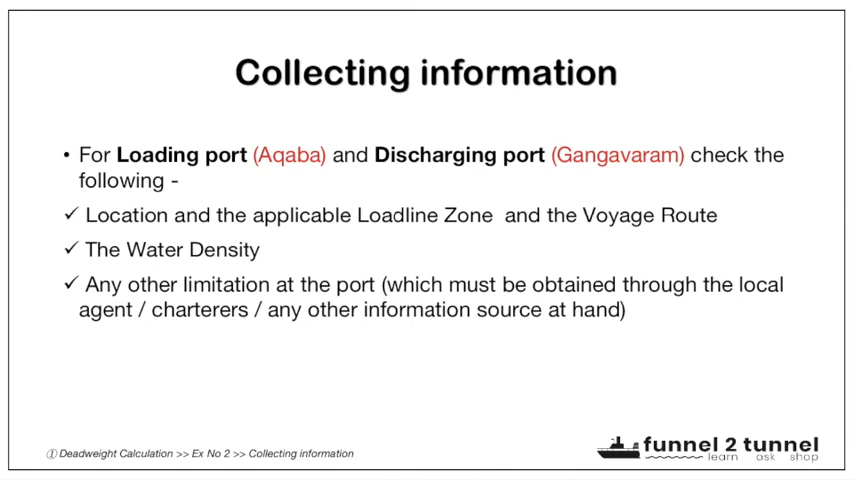 Collecting information
• For Loading port (Aqaba) and Discharging port (Gangavaram) check the
following -
✓ Location and the applicable Loadline Zone and the Voyage Route
✓ The Water Density
✓ Any other limitation at the port (which must be obtained through the local
agent / charterers / any other information source at hand)
① Deadweight Calculation >> Ex No 2 >> Collecting information
funnel 2 tunnel
learn ask shop